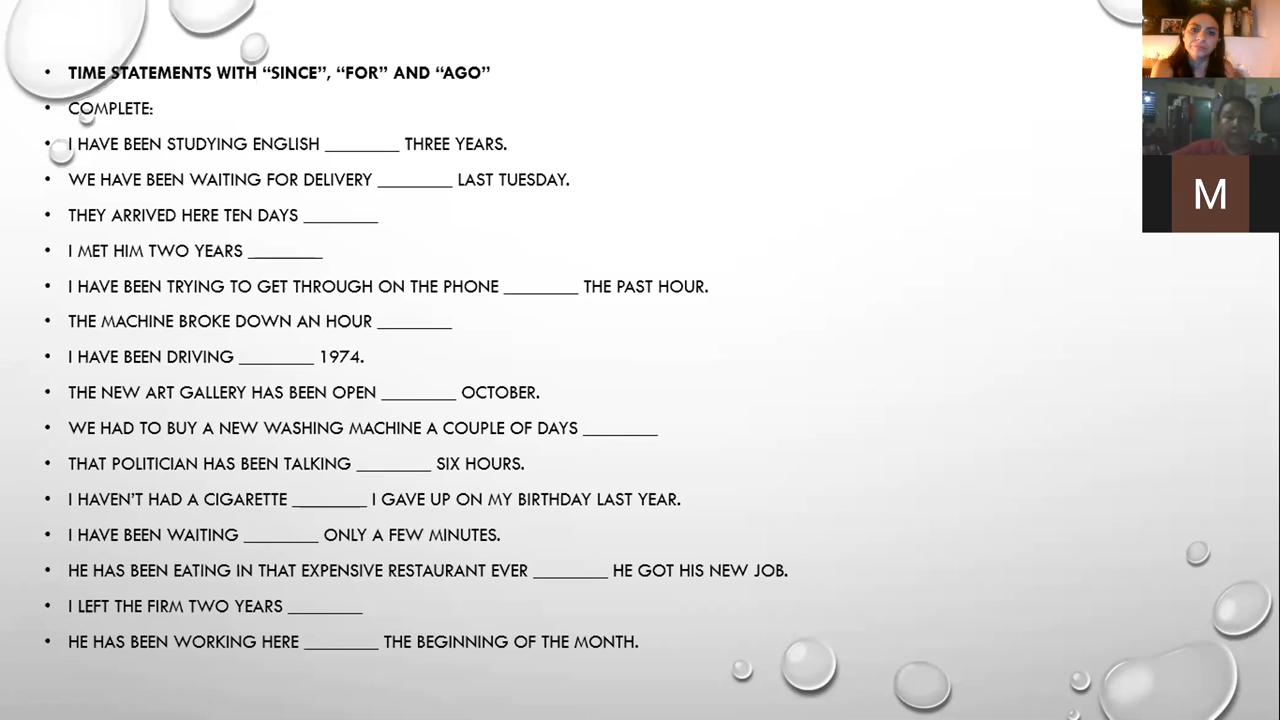 • TIME STATEMENTS WITH “SINCE”, “FOR” AND “AGO”
• COMPLETE:
• I HAVE BEEN STUDYING ENGLISH ________ THREE YEARS.
• WE HAVE BEEN WAITING FOR DELIVERY ________ LAST TUESDAY.
• THEY ARRIVED HERE TEN DAYS ________
• I MET HIM TWO YEARS ________
• I HAVE BEEN TRYING TO GET THROUGH ON THE PHONE ________ THE PAST HOUR.
• THE MACHINE BROKE DOWN AN HOUR ________
• I HAVE BEEN DRIVING ________ 1974.
• THE NEW ART GALLERY HAS BEEN OPEN ________ OCTOBER.
• WE HAD TO BUY A NEW WASHING MACHINE A COUPLE OF DAYS ________
• THAT POLITICIAN HAS BEEN TALKING ________ SIX HOURS.
• I HAVEN’T HAD A CIGARETTE ________ I GAVE UP ON MY BIRTHDAY LAST YEAR.
• I HAVE BEEN WAITING ________ ONLY A FEW MINUTES.
• HE HAS BEEN EATING IN THAT EXPENSIVE RESTAURANT EVER ________ HE GOT HIS NEW JOB.
• I LEFT THE FIRM TWO YEARS ________
• HE HAS BEEN WORKING HERE ________ THE BEGINNING OF THE MONTH.
M